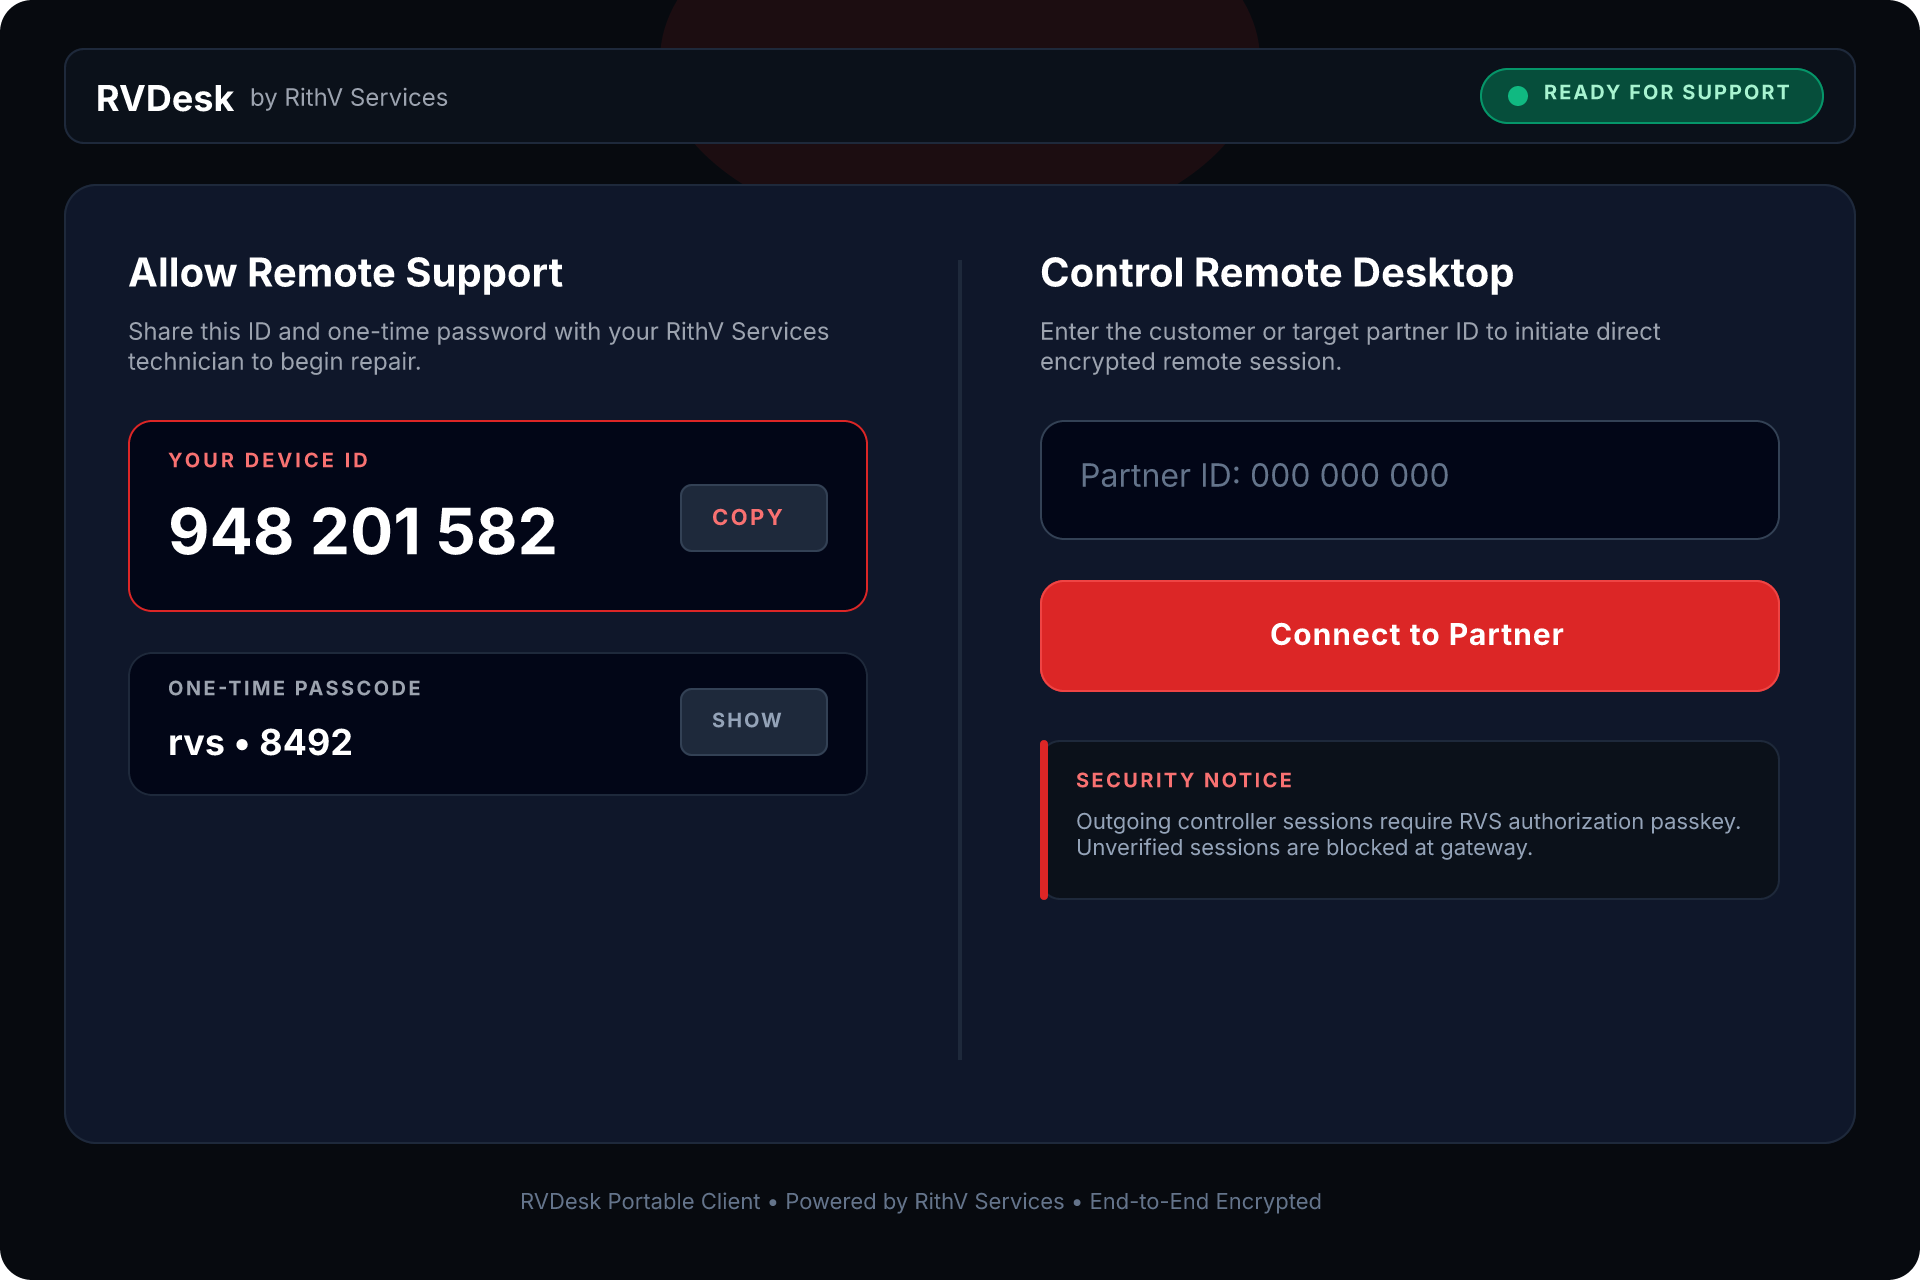 RVDesk by RithV Services
READY FOR SUPPORT
Allow Remote Support
Share this ID and one-time password with your RithV Services
technician to begin repair.
YOUR DEVICE ID
948 201 582
COPY
ONE-TIME PASSCODE
rvs • 8492
SHOW
Control Remote Desktop
Enter the customer or target partner ID to initiate direct
encrypted remote session.
Partner ID: 000 000 000
Connect to Partner
SECURITY NOTICE
Outgoing controller sessions require RVS authorization passkey.
Unverified sessions are blocked at gateway.
RVDesk Portable Client • Powered by RithV Services • End-to-End Encrypted